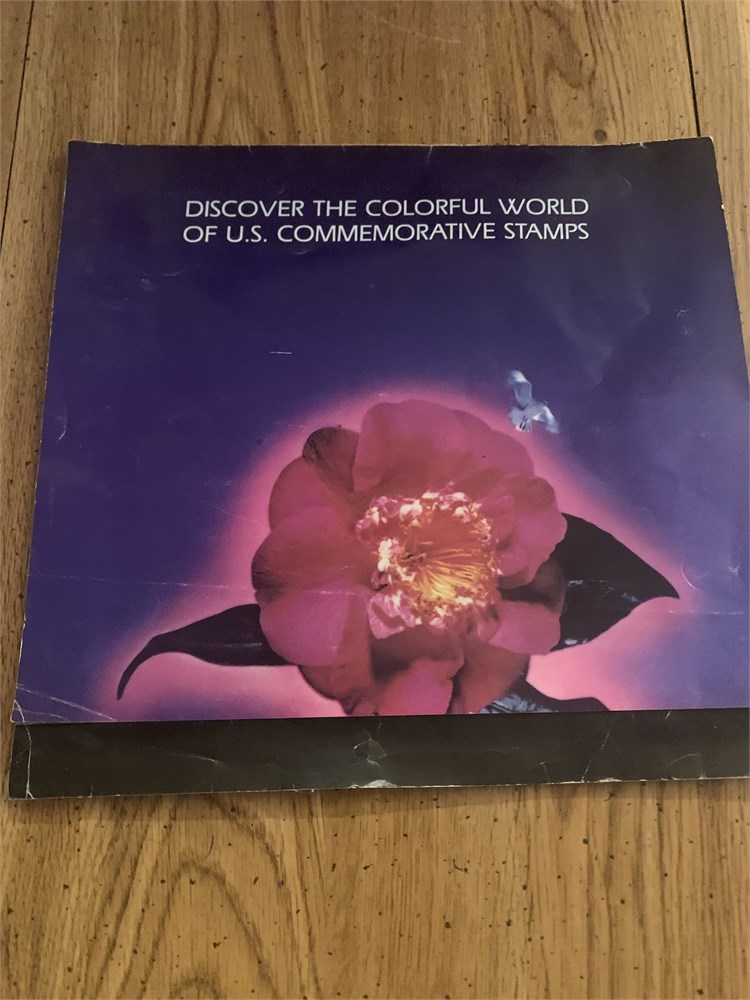 DISCOVER THE COLORFUL WORLD
OF U.S. COMMEMORATIVE STAMPS